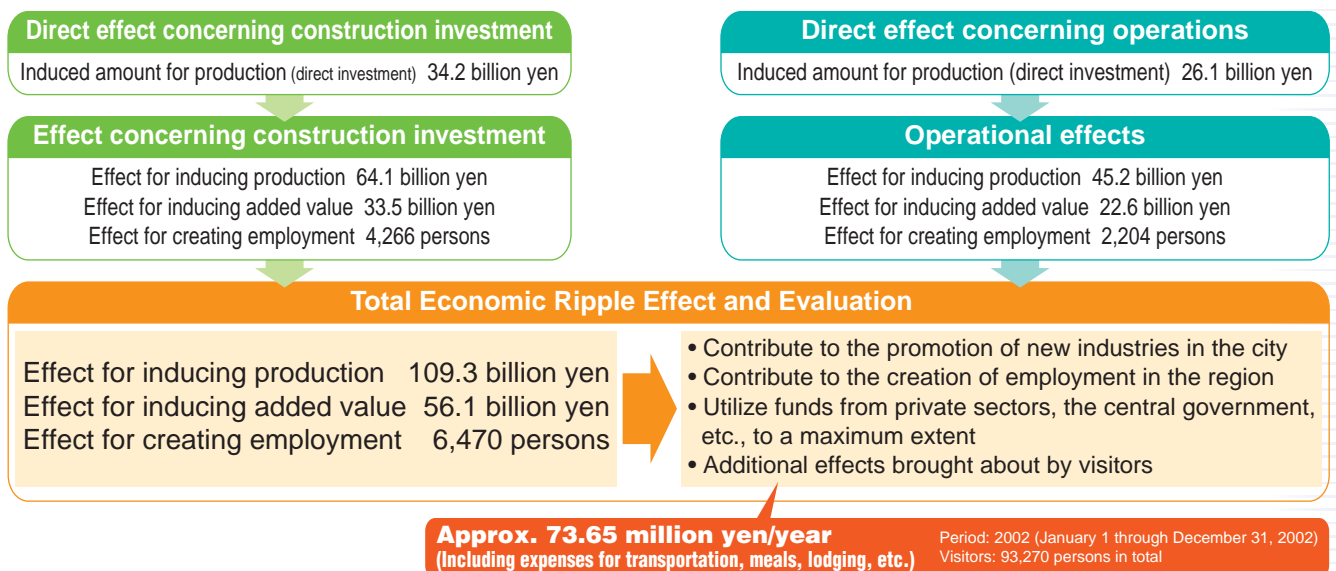 Direct effect concerning construction investment
Induced amount for production (direct investment) 34.2 billion yen
Effect concerning construction investment
Effect for inducing production 64.1 billion yen
Effect for inducing added value 33.5 billion yen
Effect for creating employment 4,266 persons
Direct effect concerning operations
Induced amount for production (direct investment) 26.1 billion yen
Operational effects
Effect for inducing production 45.2 billion yen
Effect for inducing added value 22.6 billion yen
Effect for creating employment 2,204 persons
Total Economic Ripple Effect and Evaluation
Effect for inducing production 109.3 billion yen
Effect for inducing added value 56.1 billion yen
Effect for creating employment 6,470 persons
• Contribute to the promotion of new industries in the city
• Contribute to the creation of employment in the region
• Utilize funds from private sectors, the central government,
etc., to a maximum extent
• Additional effects brought about by visitors
Approx. 73.65 million yen/year
(Including expenses for transportation, meals, lodging, etc.)
Period: 2002 (January 1 through December 31, 2002)
Visitors: 93,270 persons in total